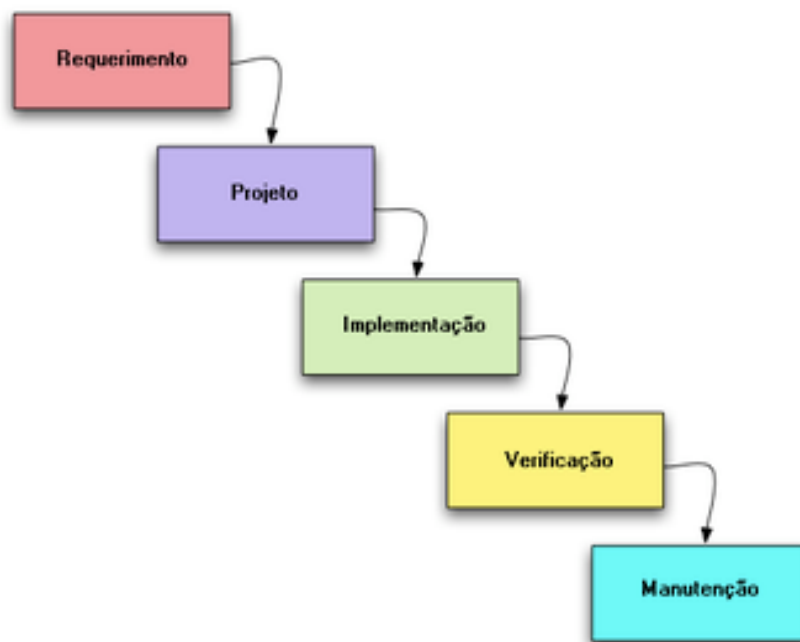 Requerimento
Projeto
Implementação
Verificação
Manutenção